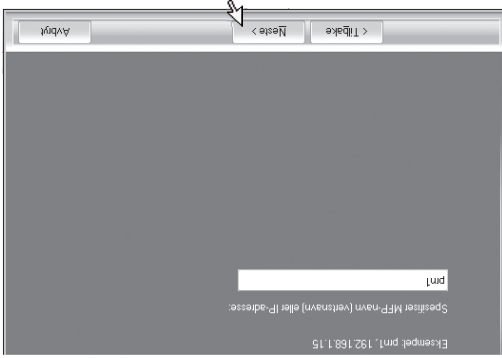 Eksempel: prn1, 192.168.1.15
Spesifiser MFP-navn (vertsnavn) eller IP-adresse:
prn1
< Tilbake
Neste >
Avbryt